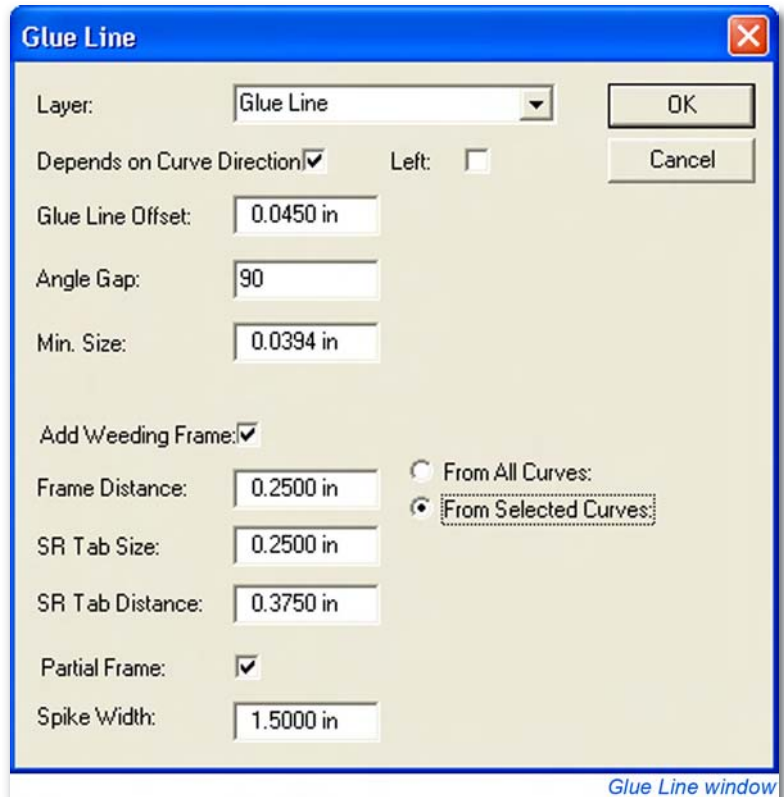 Glue Line
Layer: Glue Line OK
Depends on Curve Direction Left: Cancel
Glue Line Offset: 0.0450 in
Angle Gap: 90
Min. Size: 0.0394 in
Add Weeding Frame:
From All Curves:
Frame Distance: 0.2500 in
From Selected Curves:
SR Tab Size: 0.2500 in
SR Tab Distance: 0.3750 in
Partial Frame:
Spike Width: 1.5000 in
Glue Line window